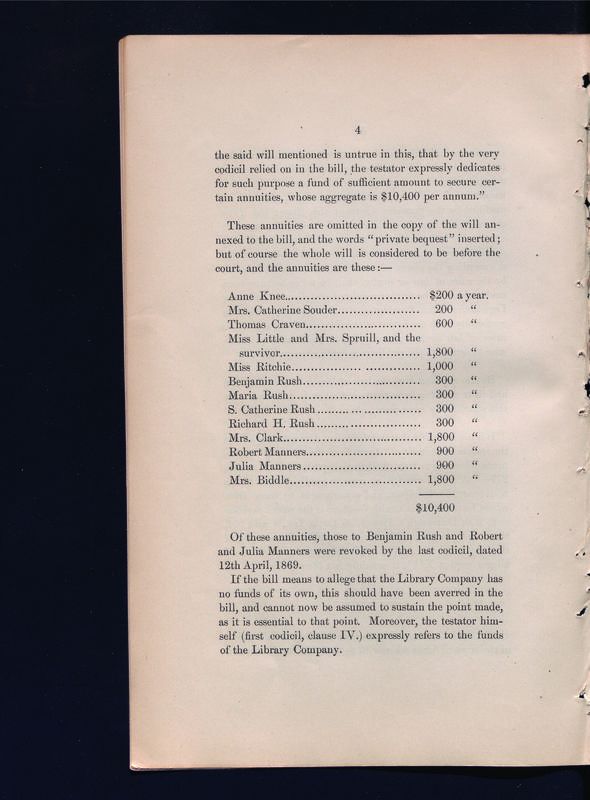 4
the said will mentioned is untrue in this, that by the very
codicil relied on in the bill, the testator expressly dedicates
for such purpose a fund of sufficient amount to secure cer-
tain annuities, whose aggregate is $10,400 per annum."
These annuities are omitted in the copy of the will an-
nexed to the bill, and the words "private bequest" inserted;
but of course the whole will is considered to be before the
court, and the annuities are these:—
Anne Knee.................................... $200 a year.
Mrs. Catherine Souder...................... 200 "
Thomas Craven.............................. 600 "
Miss Little and Mrs. Spruill, and the
survivor..................................... 1,800 "
Miss Ritchie.................. ............... 1,000 "
Benjamin Rush............................... 300 "
Maria Rush................................... 300 "
S. Catherine Rush ........... ... ........... 300 "
Richard H. Rush ......... ................... 300 "
Mrs. Clark.................................... 1,800 "
Robert Manners.............................. 900 "
Julia Manners ............................... 900 "
Mrs. Biddle................................... 1,800 "
$10,400
Of these annuities, those to Benjamin Rush and Robert
and Julia Manners were revoked by the last codicil, dated
12th April, 1869.
If the bill means to allege that the Library Company has
no funds of its own, this should have been averred in the
bill, and cannot now be assumed to sustain the point made,
as it is essential to that point. Moreover, the testator him-
self (first codicil, clause IV.) expressly refers to the funds
of the Library Company.